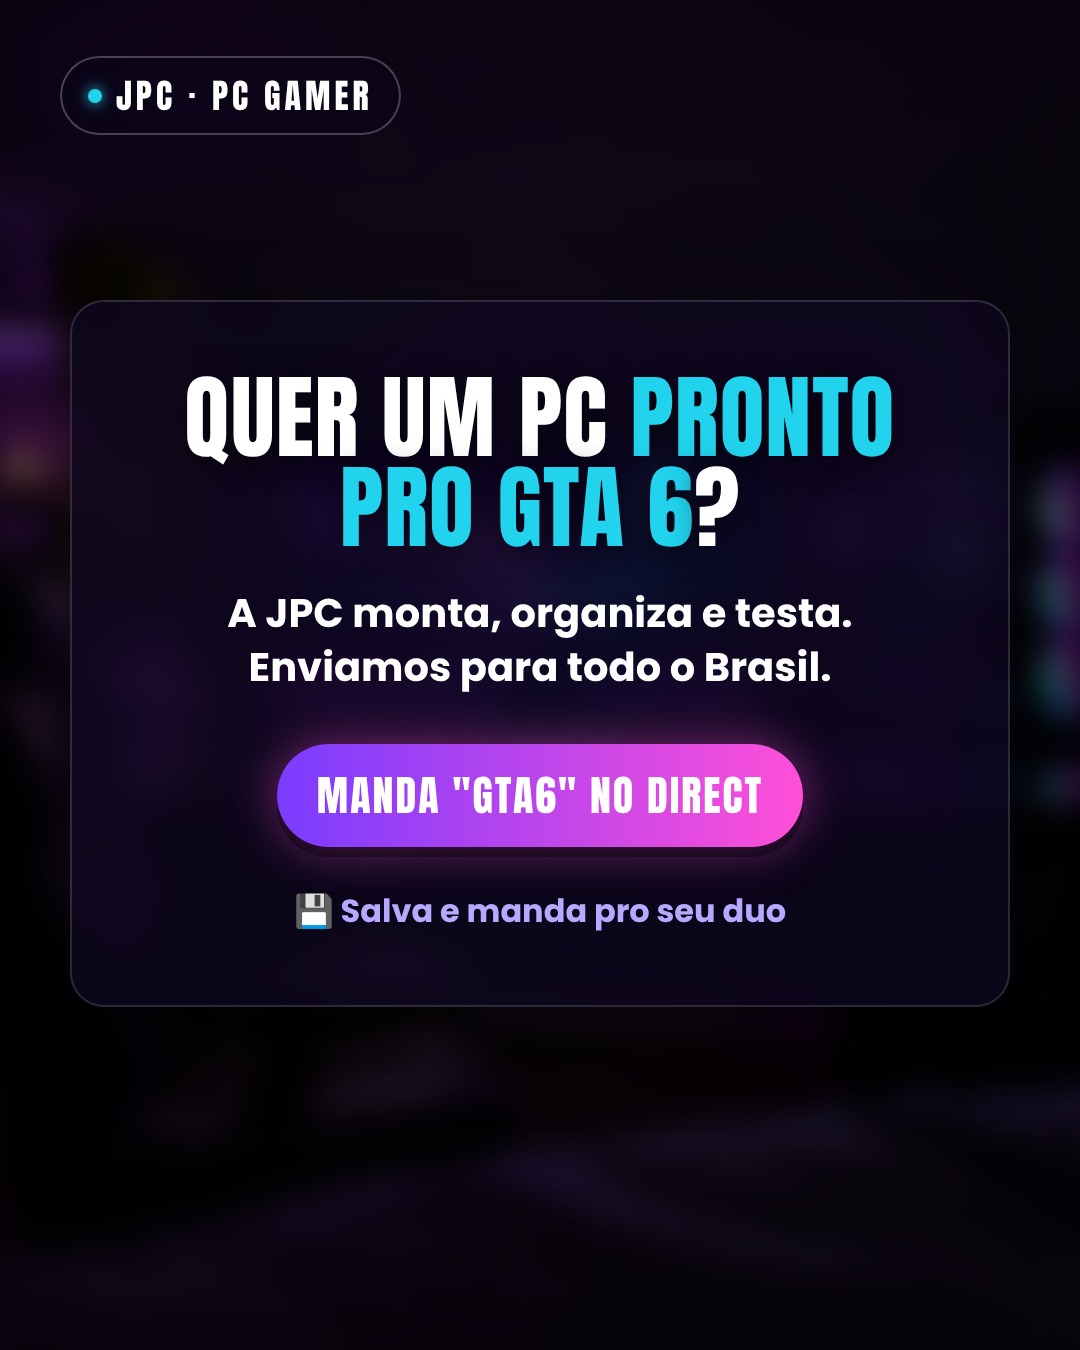 JPC · PC GAMER
QUER UM PC PRONTO
PRO GTA 6?
A JPC monta, organiza e testa.
Enviamos para todo o Brasil.
MANDA "GTA6" NO DIRECT
💾 Salva e manda pro seu duo